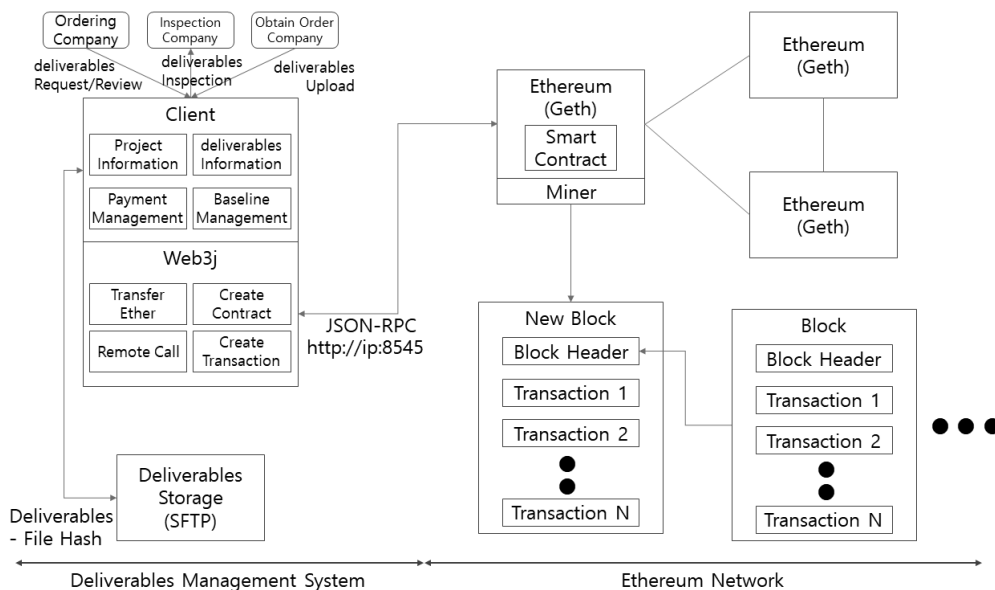 Ordering
Company
Inspection
Company
Obtain Order
Company
deliverables
Request/Review
deliverables
Inspection
deliverables
Upload
Client
Project
Information
deliverables
Information
Payment
Management
Baseline
Management
Web3j
Transfer
Ether
Create
Contract
Remote Call
Create
Transaction
JSON-RPC
http://ip:8545
Deliverables
Storage
(SFTP)
Deliverables
- File Hash
Deliverables Management System
Ethereum
(Geth)
Smart
Contract
Miner
Ethereum
(Geth)
Ethereum
(Geth)
New Block
Block Header
Transaction 1
Transaction 2
Transaction N
Block
Block Header
Transaction 1
Transaction 2
Transaction N
Ethereum Network